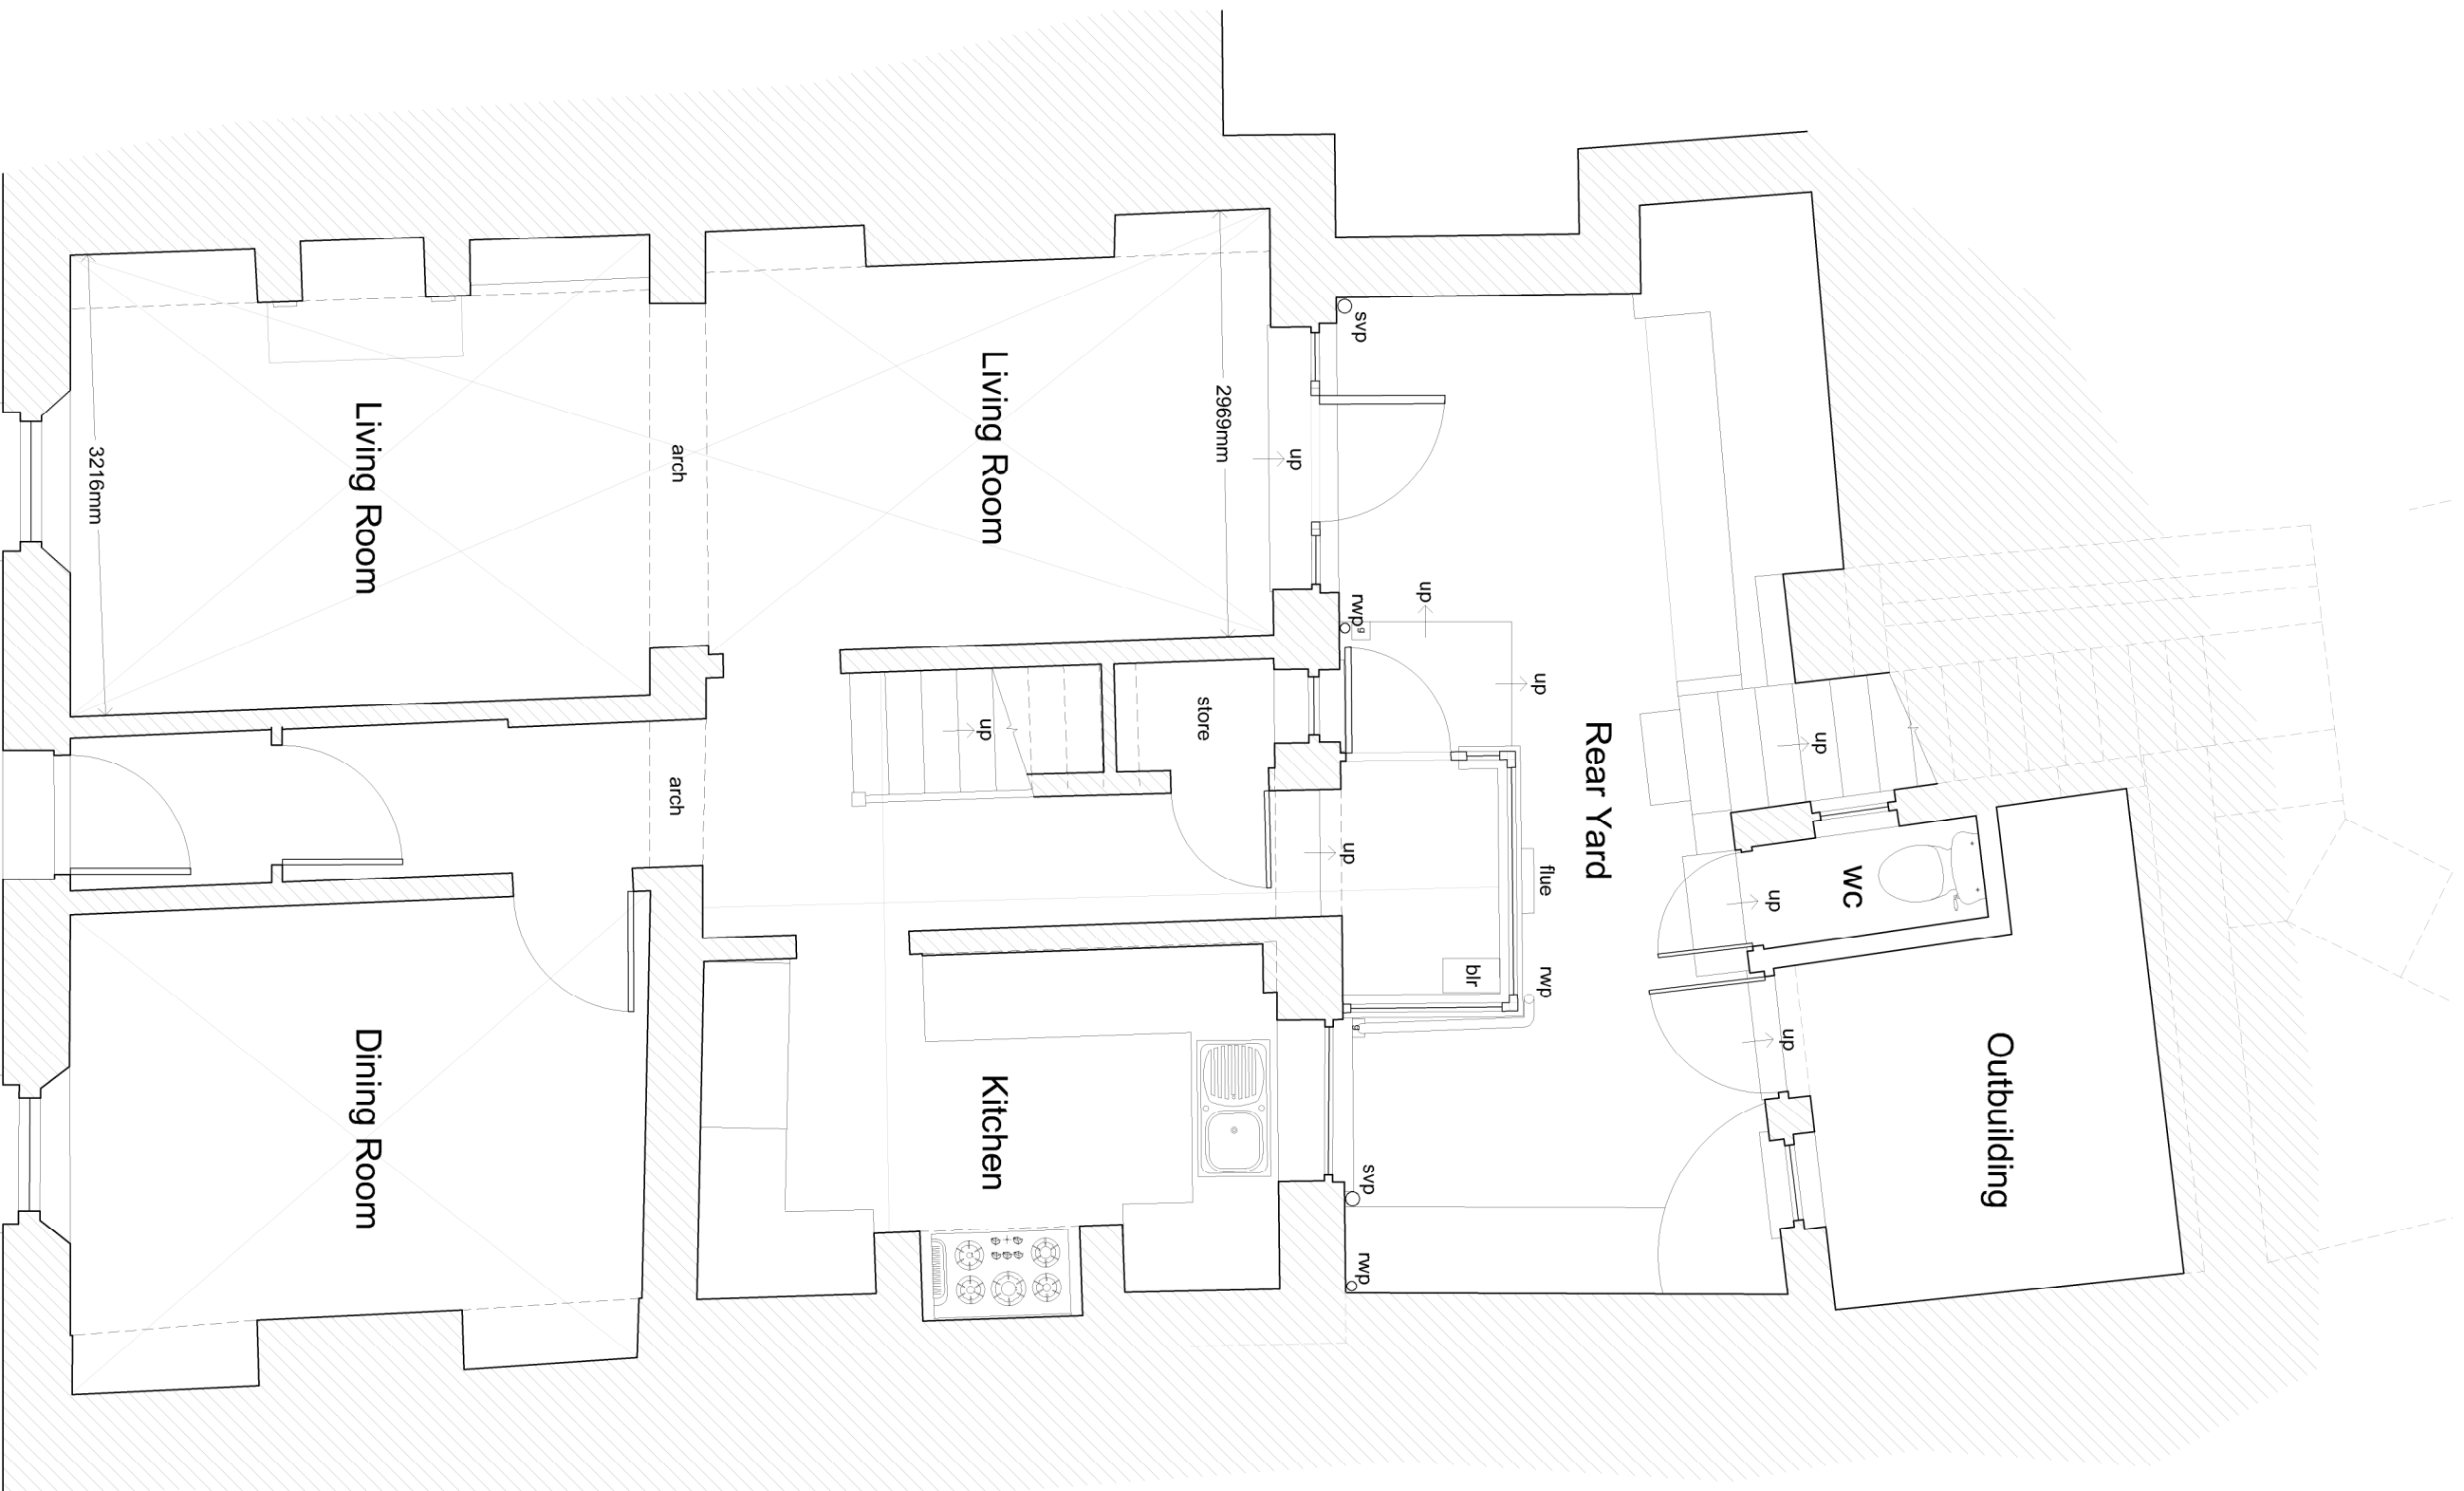 Living Room
3216mm
arch
Living Room
2969mm
up
svp
rwp
g
up
up
store
up
arch
up
Rear Yard
up
flue
rwp
blr
g
wc
up
up
Outbuilding
Dining Room
Kitchen
svp
rwp